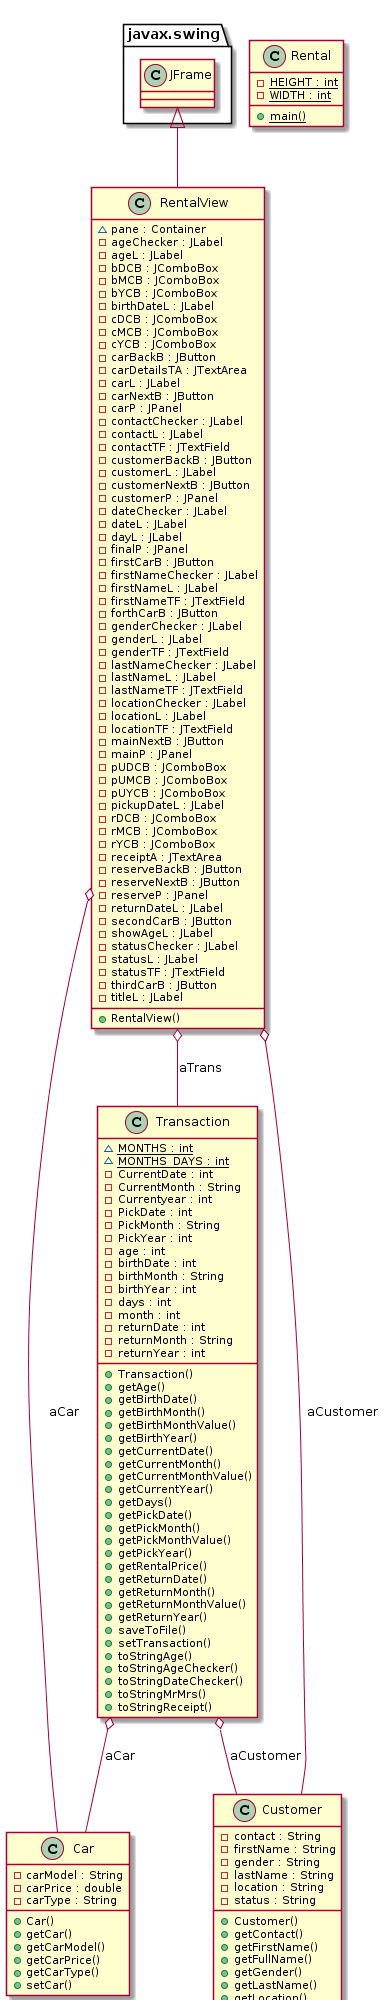 javax.swing
C JFrame
C Rental
HEIGHT : int
WIDTH : int
main()
C RentalView
pane : Container
ageChecker : JLabel
ageL : JLabel
bDCB : JComboBox
bMCB : JComboBox
bYCB : JComboBox
birthDateL : JLabel
cDCB : JComboBox
cMCB : JComboBox
cYCB : JComboBox
carBackB : JButton
carDetailsTA : JTextArea
carL : JLabel
carNextB : JButton
carP : JPanel
contactChecker : JLabel
contactL : JLabel
contactTF : JTextField
customerBackB : JButton
customerL : JLabel
customerNextB : JButton
customerP : JPanel
dateChecker : JLabel
dateL : JLabel
dayL : JLabel
finalP : JPanel
firstCarB : JButton
firstNameChecker : JLabel
firstNameL : JLabel
firstNameTF : JTextField
forthCarB : JButton
genderChecker : JLabel
genderL : JLabel
genderTF : JTextField
lastNameChecker : JLabel
lastNameL : JLabel
lastNameTF : JTextField
locationChecker : JLabel
locationL : JLabel
locationTF : JTextField
mainNextB : JButton
mainP : JPanel
pUDCB : JComboBox
pUMCB : JComboBox
pUYCB : JComboBox
pickupDateL : JLabel
rDCB : JComboBox
rMCB : JComboBox
rYCB : JComboBox
receiptA : JTextArea
reserveBackB : JButton
reserveNextB : JButton
reserveP : JPanel
returnDateL : JLabel
secondCarB : JButton
showAgeL : JLabel
statusChecker : JLabel
statusL : JLabel
statusTF : JTextField
thirdCarB : JButton
titleL : JLabel
RentalView()
aTrans
C Transaction
MONTHS : int
MONTHS_DAYS : int
CurrentDate : int
CurrentMonth : String
Currentyear : int
PickDate : int
PickMonth : String
PickYear : int
age : int
birthDate : int
birthMonth : String
birthYear : int
days : int
month : int
returnDate : int
returnMonth : String
returnYear : int
Transaction()
getAge()
getBirthDate()
getBirthMonth()
getBirthMonthValue()
getBirthYear()
getCurrentDate()
getCurrentMonth()
getCurrentMonthValue()
getCurrentYear()
getDays()
getPickDate()
getPickMonth()
getPickMonthValue()
getPickYear()
getRentalPrice()
getReturnDate()
getReturnMonth()
getReturnMonthValue()
getReturnYear()
saveToFile()
setTransaction()
toStringAge()
toStringAgeChecker()
toStringDateChecker()
toStringMrMrs()
toStringReceipt()
aCar
aCustomer
aCar
aCustomer
C Car
carModel : String
carPrice : double
carType : String
Car()
getCar()
getCarModel()
getCarPrice()
getCarType()
setCar()
C Customer
contact : String
firstName : String
gender : String
lastName : String
location : String
status : String
Customer()
getContact()
getFirstName()
getFullName()
getGender()
getLastName()
getLocation()